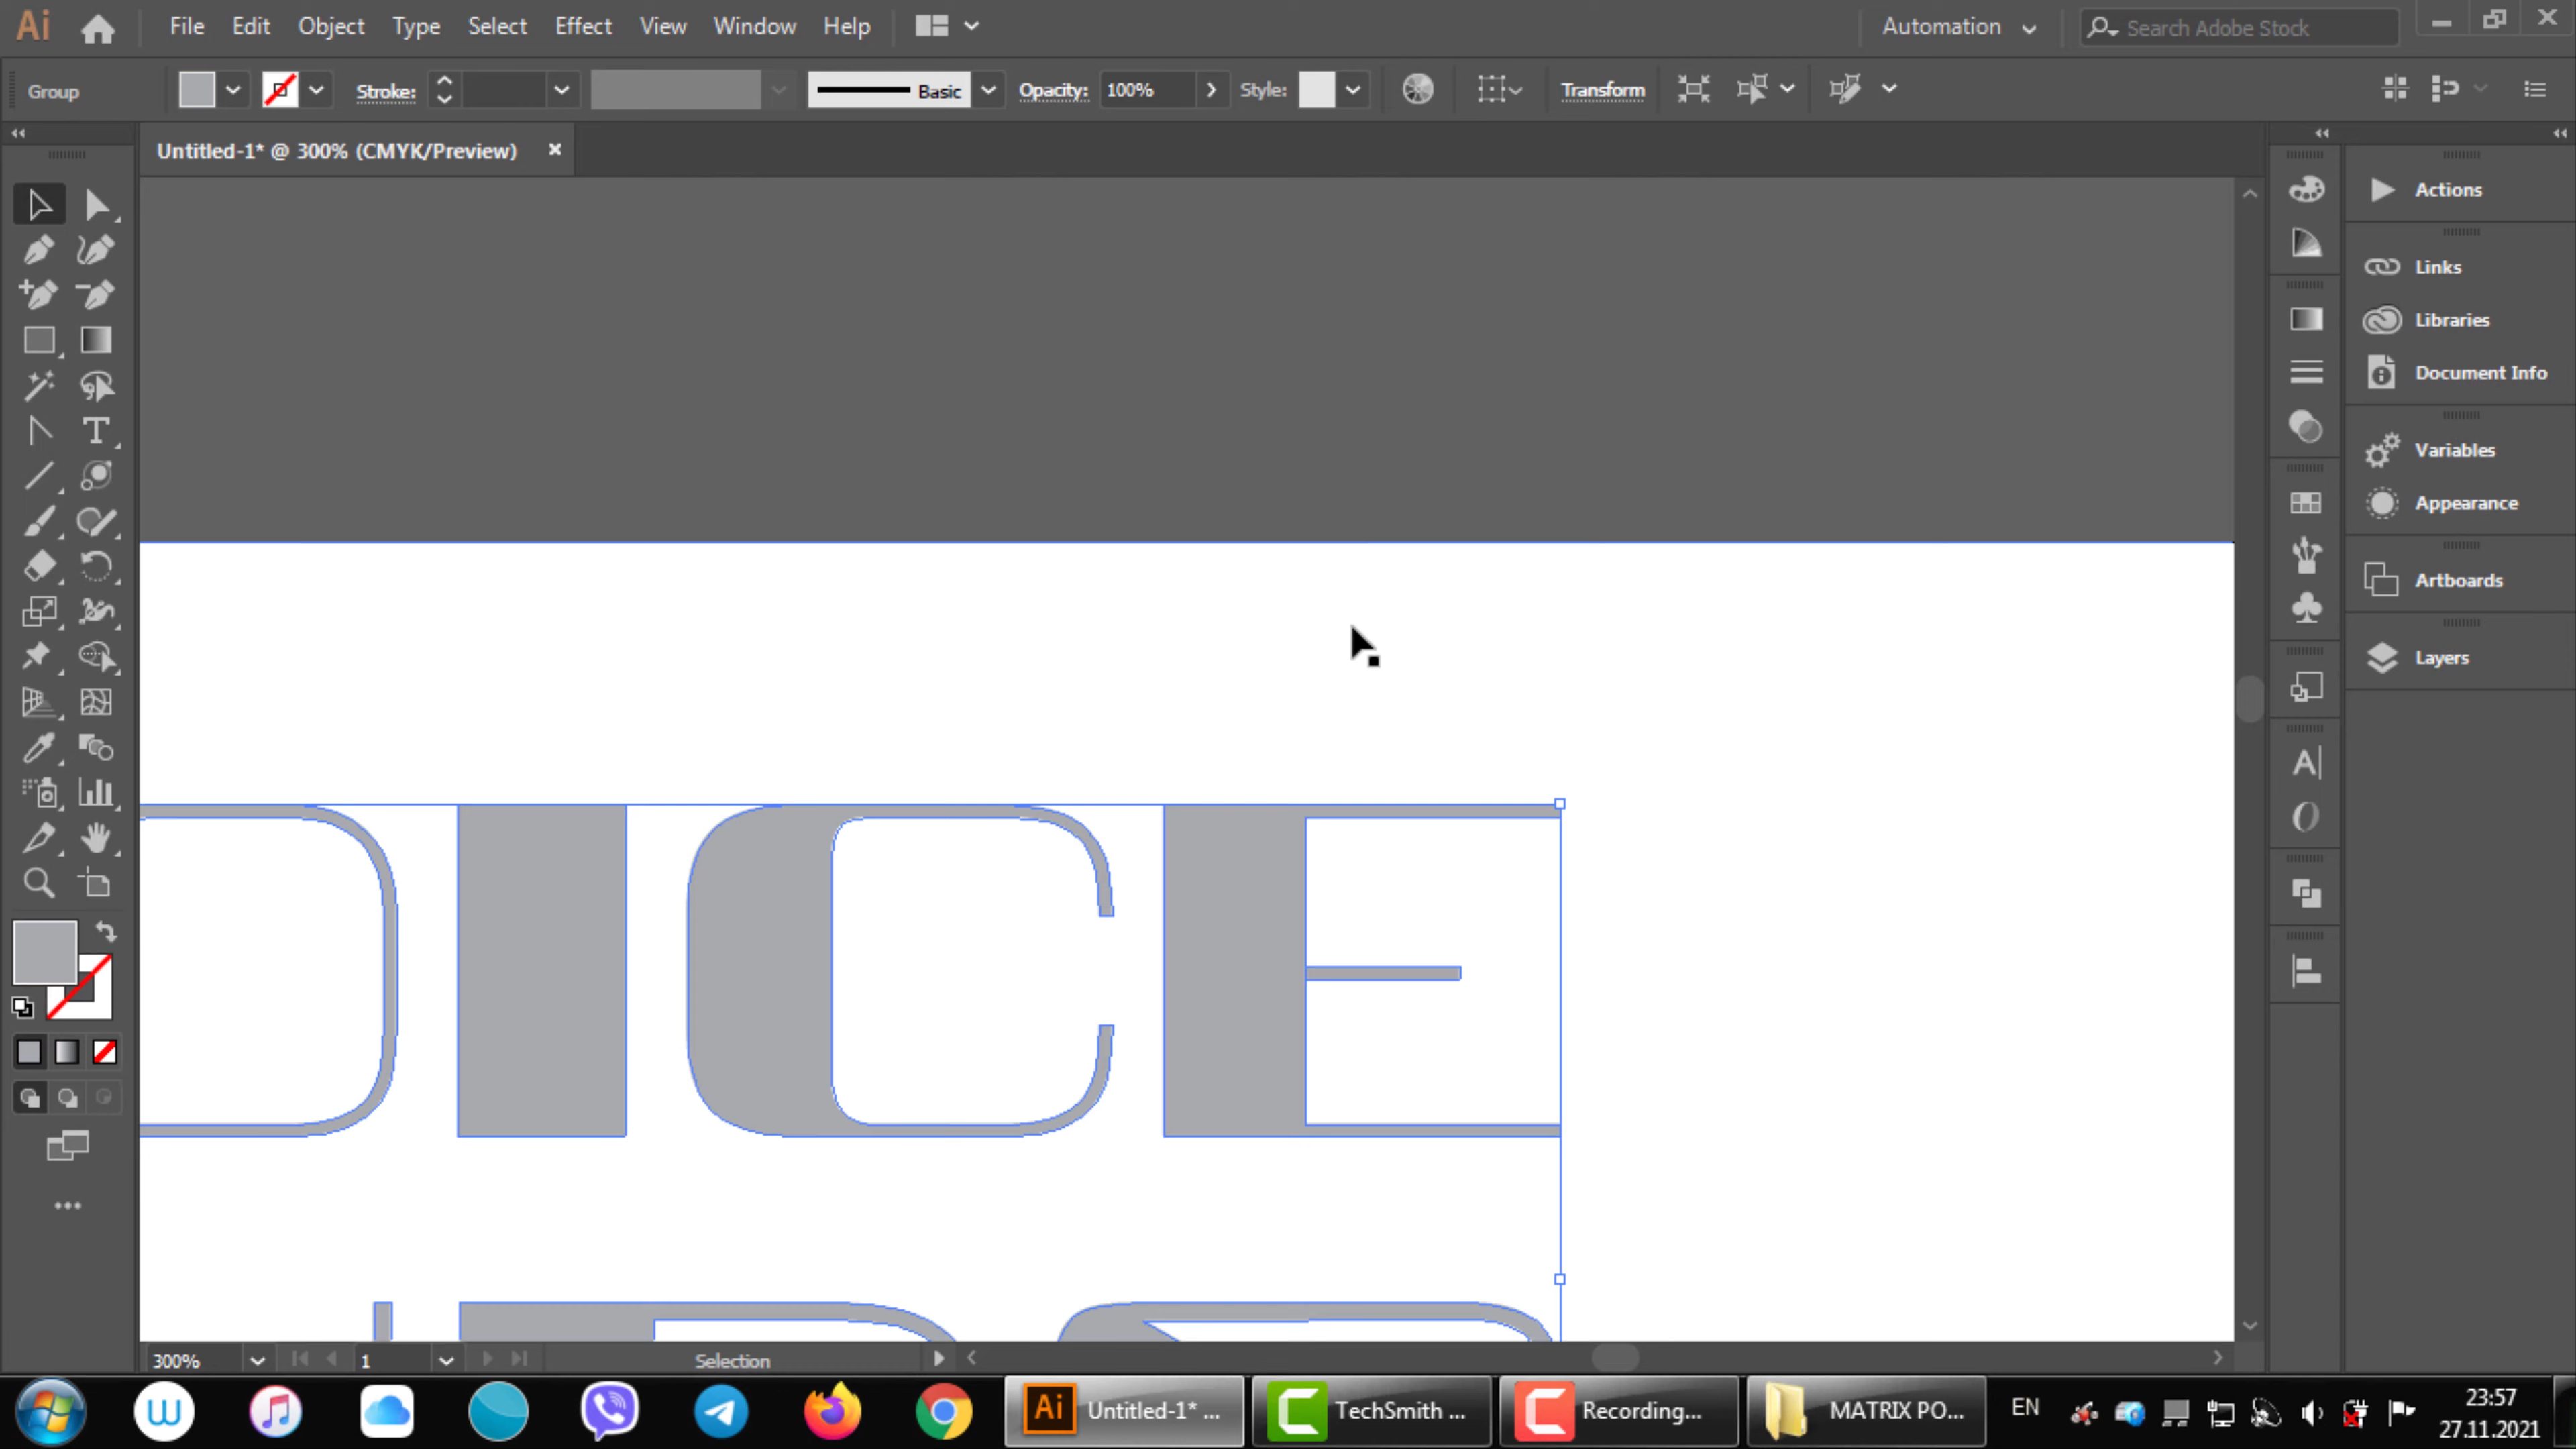 Ai File Edit Object Type Select Effect View Window Help Automation Search Adobe Stock
Group Stroke: Basic Opacity: 100% Style: Transform
Untitled-1* @ 300% (CMYK/Preview)
Actions
Links
Libraries
Document Info
Variables
Appearance
Artboards
Layers
DICE
300% 1 Selection
Ai Untitled-1* ... TechSmith ... Recording... MATRIX PO... EN 23:57
27.11.2021